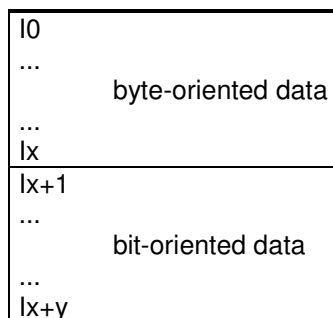 I0
...
byte-oriented data
...
Ix
Ix+1
...
bit-oriented data
...
Ix+y